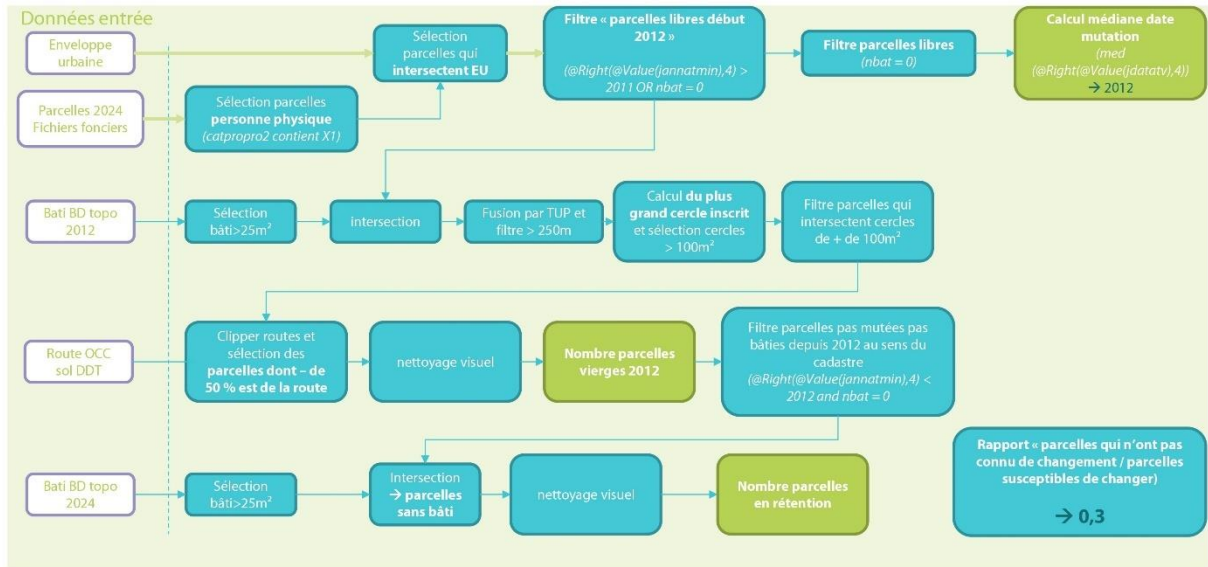 Données entrée
Enveloppe
urbaine
Sélection
parcelles qui
intersectent EU
Filtre « parcelles libres début
2012 »
(@Right(@Value(jannatmin),4) >
2011 OR nbat = 0
Filtre parcelles libres
(nbat = 0)
Calcul médiane date
mutation
(med
(@Right(@Value(jdatatv),4))
→ 2012
Parcelles 2024
Fichiers fonciers
Sélection parcelles
personne physique
(catpropro2 contient X1)
Bati BD topo
2012
Sélection
bâti>25m²
intersection
Fusion par TUP et
filtre > 250m
Calcul du plus
grand cercle inscrit
et sélection cercles
> 100m²
Filtre parcelles qui
intersectent cercles
de + de 100m²
Route OCC
sol DDT
Clipper routes et
sélection des
parcelles dont – de
50 % est de la route
nettoyage visuel
Nombre parcelles
vierges 2012
Filtre parcelles pas mutées pas
bâties depuis 2012 au sens du
cadastre
(@Right(@Value(jannatmin),4) <
2012 and nbat = 0
Bati BD topo
2024
Sélection
bâti>25m²
Intersection
→ parcelles
sans bâti
nettoyage visuel
Nombre parcelles
en rétention
Rapport « parcelles qui n'ont pas
connu de changement / parcelles
susceptibles de changer)
→ 0,3